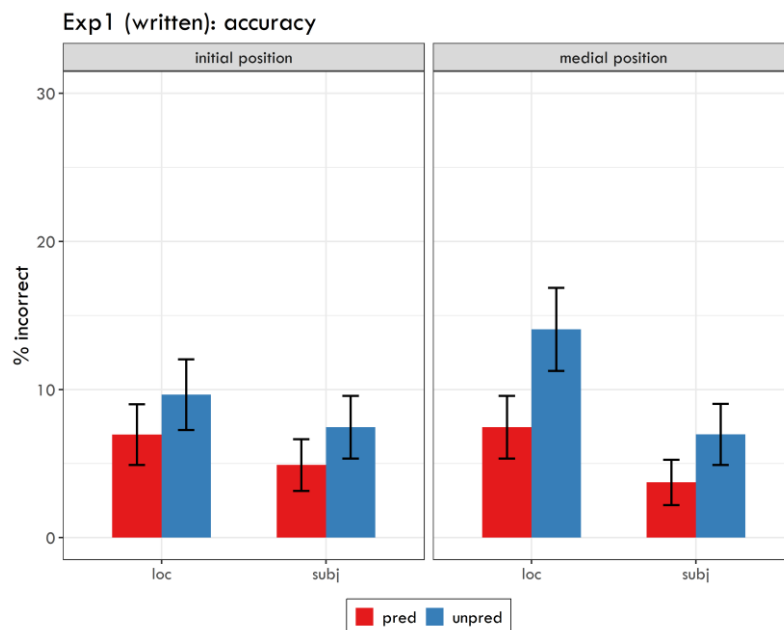 Exp1 (written): accuracy
initial position
medial position
% incorrect
30
20
10
0
loc
subj
loc
subj
pred
unpred